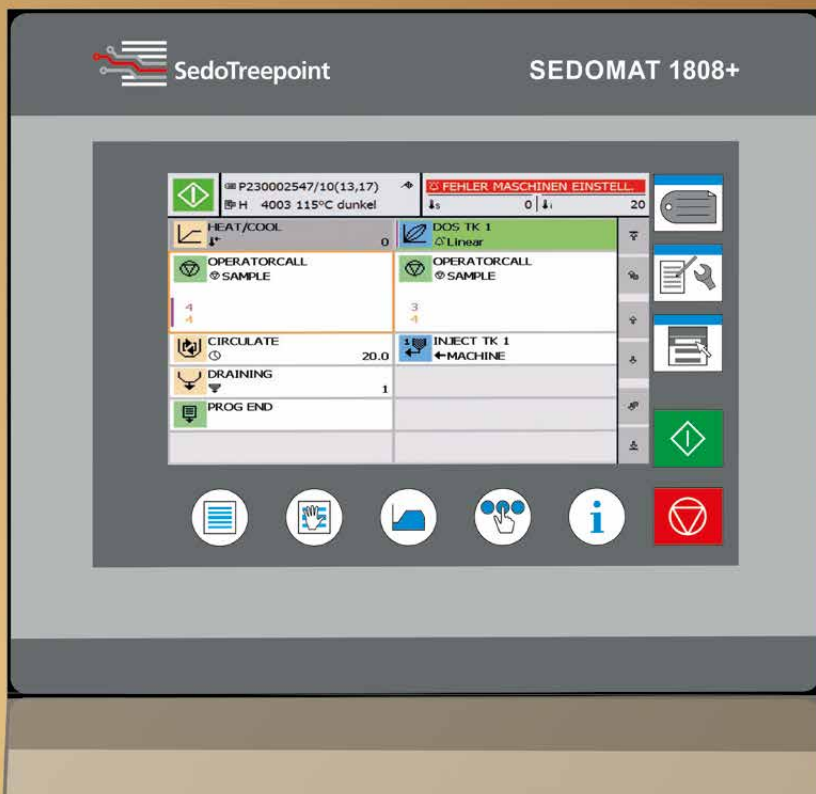 SedoTreepoint
SEDOMAT 1808+
P230002547/10(13,17)
FEHLER MASCHINEN EINSTELL.
H 4003 115°C dunkel
s 0 i 20
HEAT/COOL
0
DOS TK 1
Linear
OPERATORCALL
SAMPLE
4
4
OPERATORCALL
SAMPLE
3
4
CIRCULATE
20.0
INJECT TK 1
←MACHINE
DRAINING
1
PROG END
i